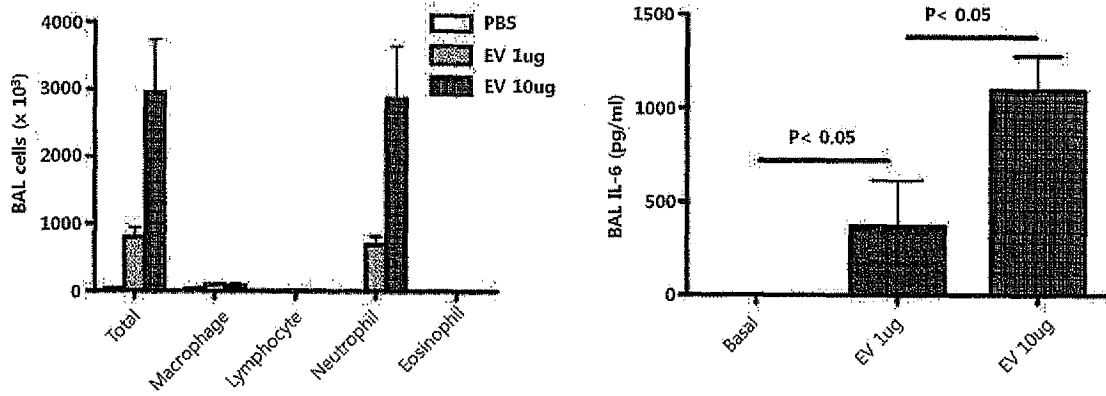 BAL cells (x 10³)
4000
3000
2000
1000
0
PBS
EV 1ug
EV 10ug
Total
Macrophage
Lymphocyte
Neutrophil
Eosinophil
BAL IL-6 (pg/ml)
1500
1000
500
0
P< 0.05
P< 0.05
Basal
EV 1ug
EV 10ug